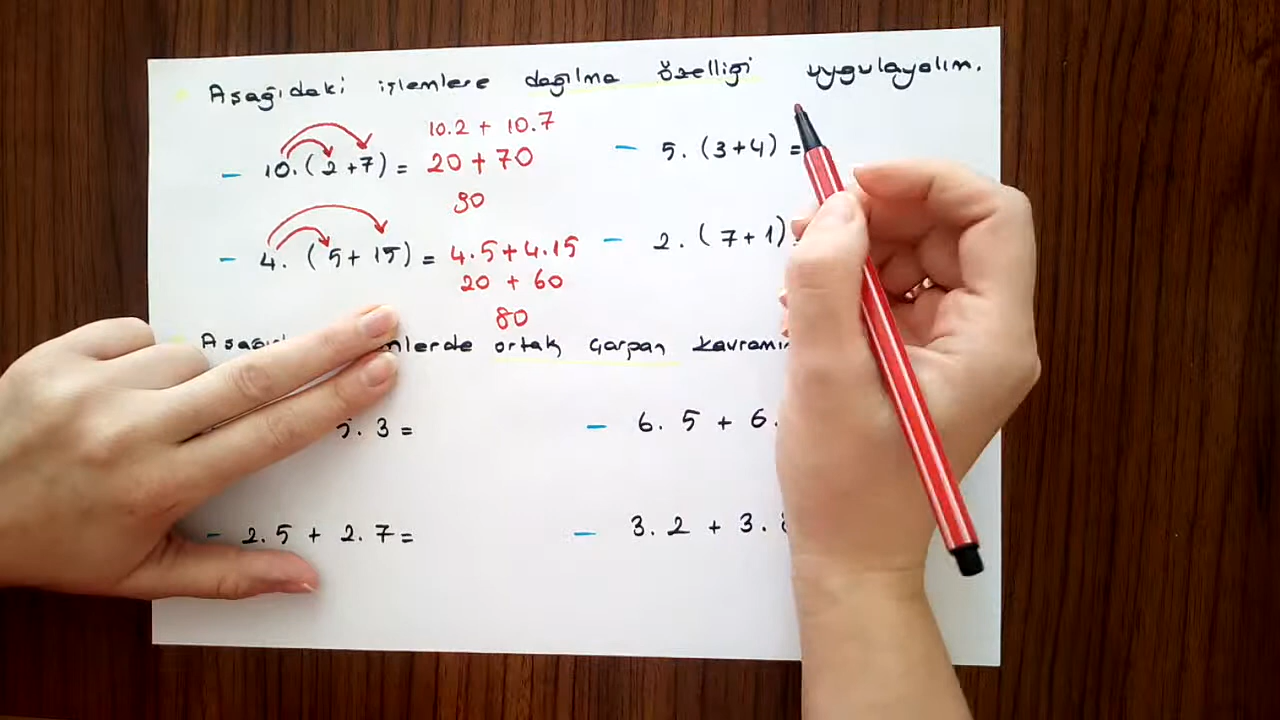 Aşağıdaki işlemlere dağılma özelliği uygulayalım.
10.2 + 10.7
- 10.(2+7) = 20 + 70
90
- 4. (5+15) = 4.5+4.15
20 + 60
80
- 5. (3+4) =
- 2. (7+1)
ortak çarpan
. 3 =
- 6. 5 + 6.
- 2. 5 + 2. 7 =
- 3. 2 + 3.